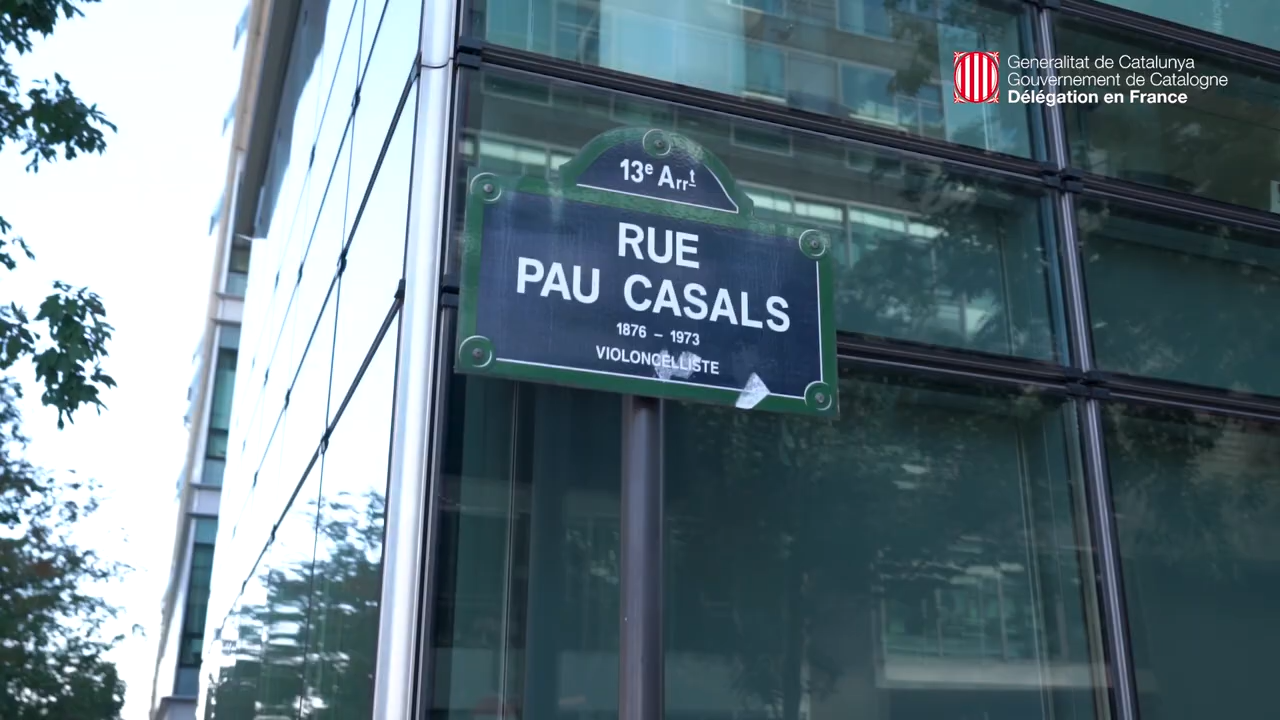 Generalitat de Catalunya
Gouvernement de Catalogne
Délégation en France
13e Arrt
RUE
PAU CASALS
1876 – 1973
VIOLONCELLISTE